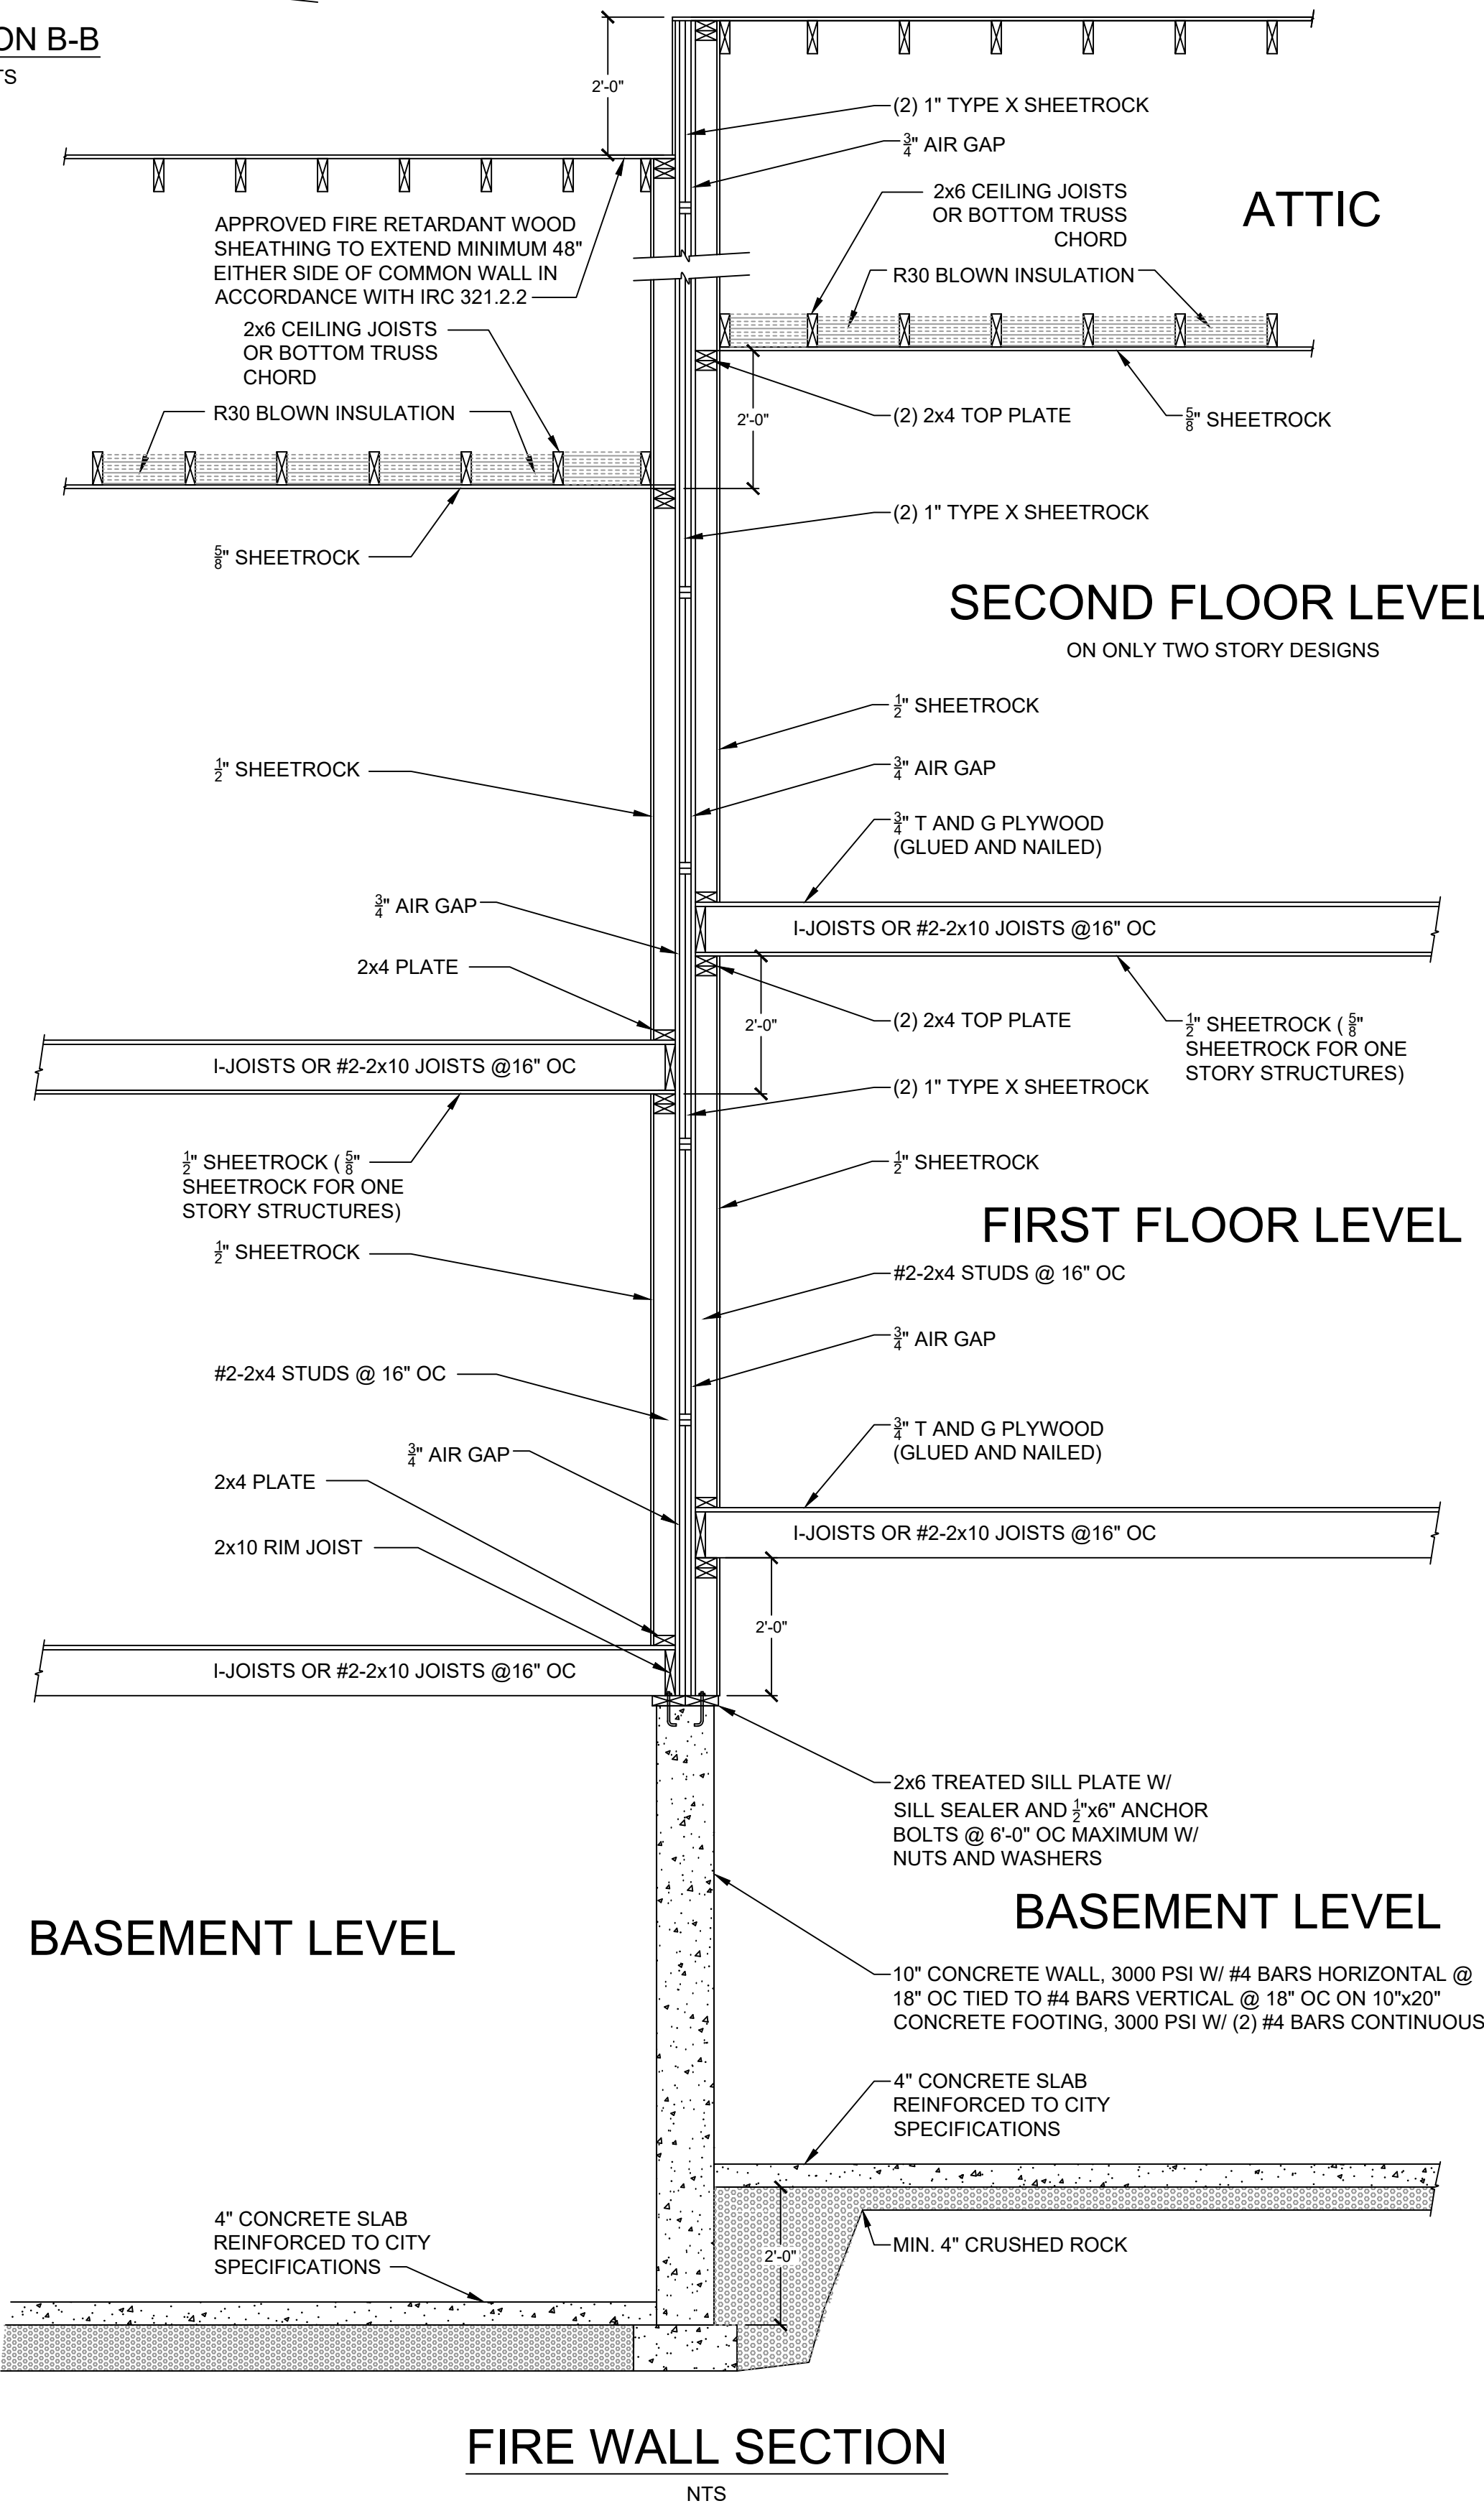 ON B-B
TS
2'-0"
(2) 1" TYPE X SHEETROCK
3/4" AIR GAP
2x6 CEILING JOISTS
OR BOTTOM TRUSS
CHORD
ATTIC
R30 BLOWN INSULATION
APPROVED FIRE RETARDANT WOOD
SHEATHING TO EXTEND MINIMUM 48"
EITHER SIDE OF COMMON WALL IN
ACCORDANCE WITH IRC 321.2.2
2x6 CEILING JOISTS
OR BOTTOM TRUSS
CHORD
R30 BLOWN INSULATION
2'-0"
(2) 2x4 TOP PLATE
5/8" SHEETROCK
(2) 1" TYPE X SHEETROCK
5/8" SHEETROCK
SECOND FLOOR LEVEL
ON ONLY TWO STORY DESIGNS
1/2" SHEETROCK
1/2" SHEETROCK
3/4" AIR GAP
3/4" T AND G PLYWOOD
(GLUED AND NAILED)
3/4" AIR GAP
I-JOISTS OR #2-2x10 JOISTS @16" OC
2x4 PLATE
2'-0"
(2) 2x4 TOP PLATE
1/2" SHEETROCK ( 5/8"
SHEETROCK FOR ONE
STORY STRUCTURES)
I-JOISTS OR #2-2x10 JOISTS @16" OC
(2) 1" TYPE X SHEETROCK
1/2" SHEETROCK ( 5/8"
SHEETROCK FOR ONE
STORY STRUCTURES)
1/2" SHEETROCK
FIRST FLOOR LEVEL
1/2" SHEETROCK
#2-2x4 STUDS @ 16" OC
3/4" AIR GAP
#2-2x4 STUDS @ 16" OC
3/4" T AND G PLYWOOD
(GLUED AND NAILED)
3/4" AIR GAP
2x4 PLATE
I-JOISTS OR #2-2x10 JOISTS @16" OC
2x10 RIM JOIST
2'-0"
I-JOISTS OR #2-2x10 JOISTS @16" OC
2x6 TREATED SILL PLATE W/
SILL SEALER AND 1/2"x6" ANCHOR
BOLTS @ 6'-0" OC MAXIMUM W/
NUTS AND WASHERS
BASEMENT LEVEL
BASEMENT LEVEL
10" CONCRETE WALL, 3000 PSI W/ #4 BARS HORIZONTAL @
18" OC TIED TO #4 BARS VERTICAL @ 18" OC ON 10"x20"
CONCRETE FOOTING, 3000 PSI W/ (2) #4 BARS CONTINUOUS
4" CONCRETE SLAB
REINFORCED TO CITY
SPECIFICATIONS
4" CONCRETE SLAB
REINFORCED TO CITY
SPECIFICATIONS
MIN. 4" CRUSHED ROCK
2'-0"
FIRE WALL SECTION
NTS